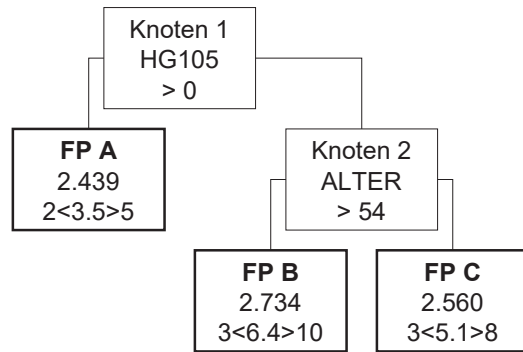 Knoten 1
HG105
> 0
FP A
2.439
2<3.5>5
Knoten 2
ALTER
> 54
FP B
2.734
3<6.4>10
FP C
2.560
3<5.1>8